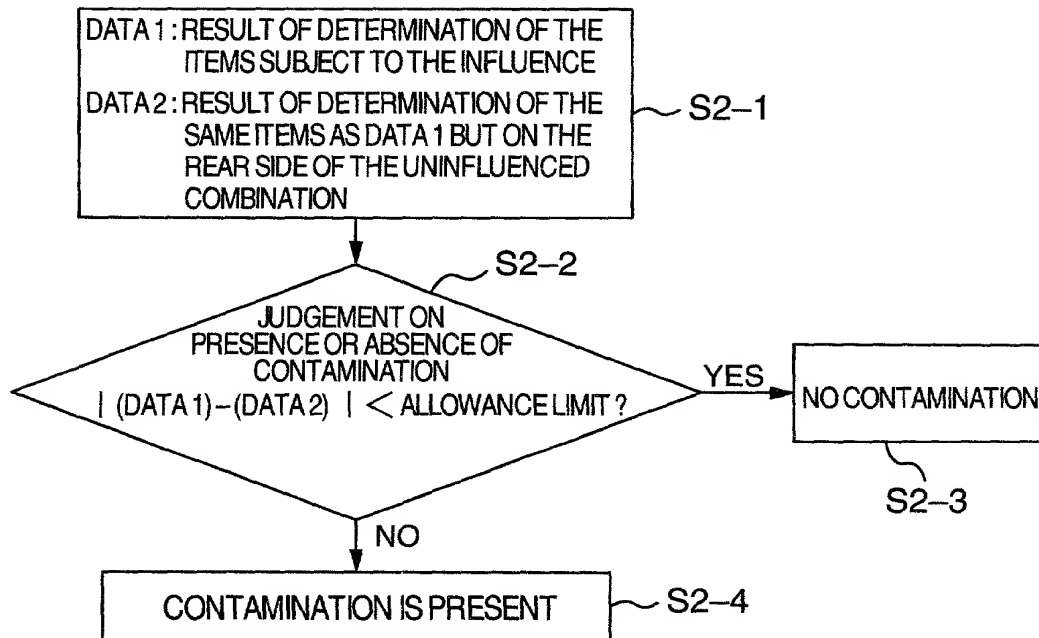 DATA 1 : RESULT OF DETERMINATION OF THE
ITEMS SUBJECT TO THE INFLUENCE
DATA 2 : RESULT OF DETERMINATION OF THE
SAME ITEMS AS DATA 1 BUT ON THE
REAR SIDE OF THE UNINFLUENCED
COMBINATION
S2-1
S2-2
JUDGEMENT ON
PRESENCE OR ABSENCE OF
CONTAMINATION
| (DATA 1) - (DATA 2) | < ALLOWANCE LIMIT ?
YES
NO CONTAMINATION
S2-3
NO
CONTAMINATION IS PRESENT
S2-4